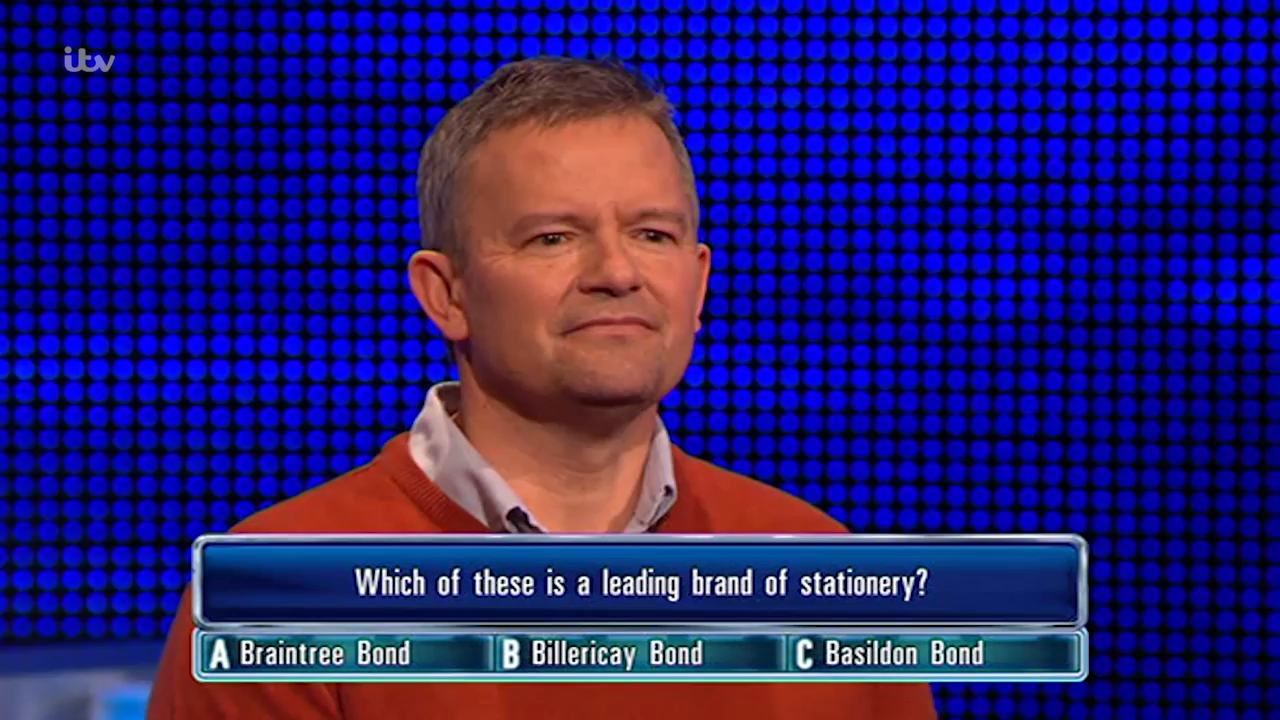 itv
Which of these is a leading brand of stationery?
A Braintree Bond B Billericay Bond C Basildon Bond